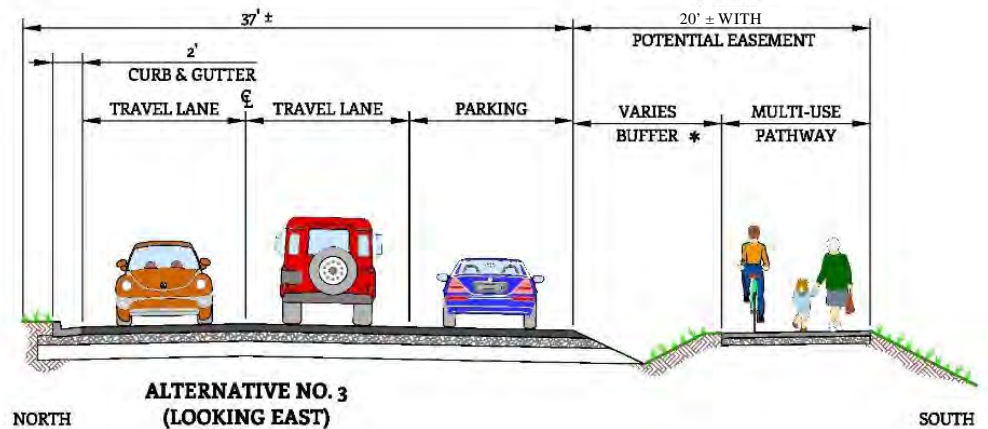 37' ±
20' ± WITH
POTENTIAL EASEMENT
2'
CURB & GUTTER
TRAVEL LANE
℄
TRAVEL LANE
PARKING
VARIES
BUFFER *
MULTI-USE
PATHWAY
ALTERNATIVE NO. 3
(LOOKING EAST)
NORTH
SOUTH